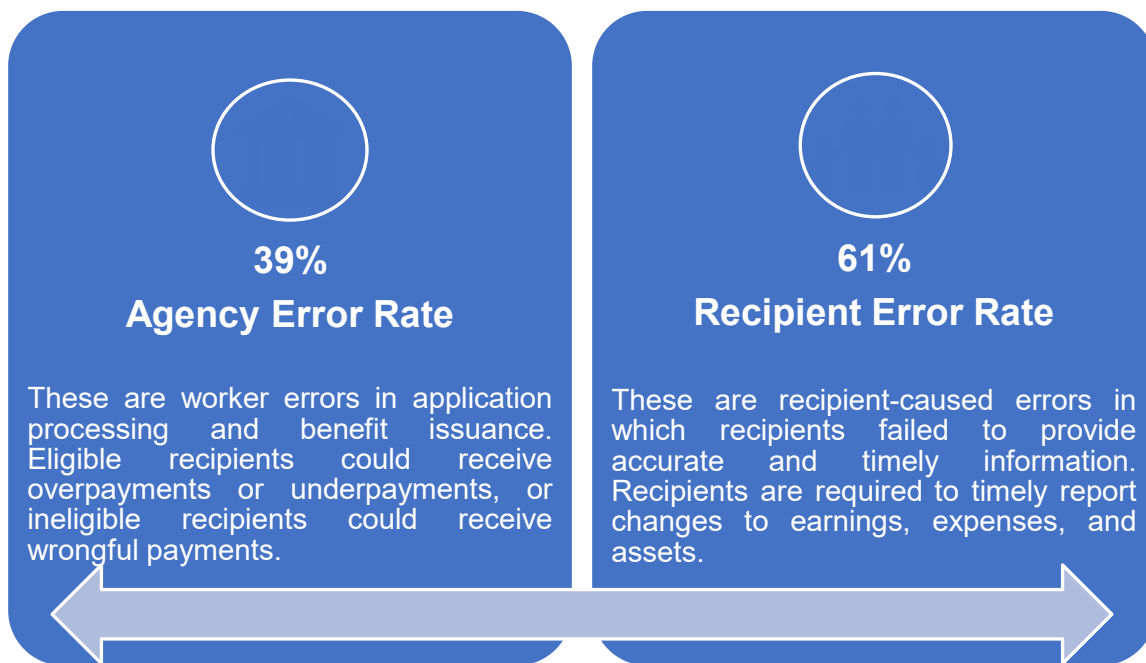 39%
Agency Error Rate
These are worker errors in application
processing and benefit issuance.
Eligible recipients could receive
overpayments or underpayments, or
ineligible recipients could receive
wrongful payments.
61%
Recipient Error Rate
These are recipient-caused errors in
which recipients failed to provide
accurate and timely information.
Recipients are required to timely report
changes to earnings, expenses, and
assets.